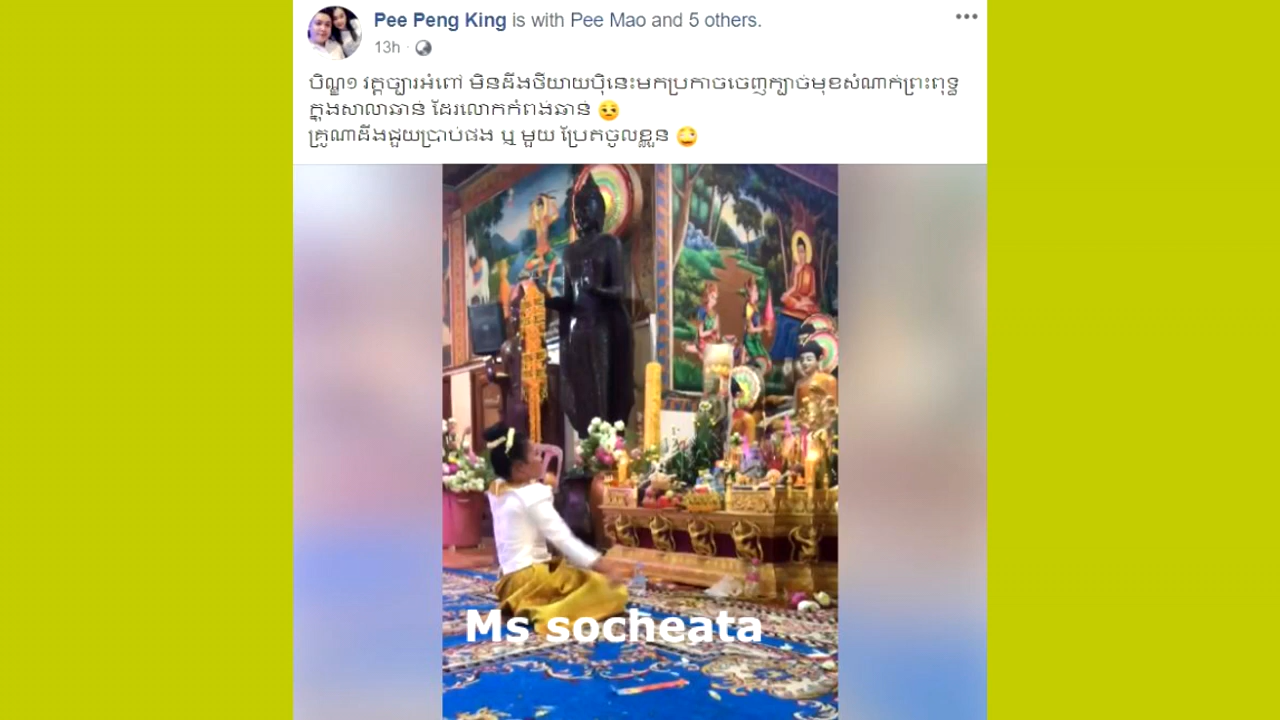 Pee Peng King is with Pee Mao and 5 others.
13h ·
បិណ្ឌ១ វត្តច្បារអំពៅ មិនដឹងថីយាយប៉ិនេះមកប្រកាចចេញក្បាច់មុខសំណាក់ព្រះពុទ្ធ
ក្នុងសាលាឆាន់ ដែរលោកកំពង់ឆាន់ 😒
គ្រូណាដឹងជួយប្រាប់ផង ឬ មួយ ប្រែតចូលខ្លួន
Ms socheata